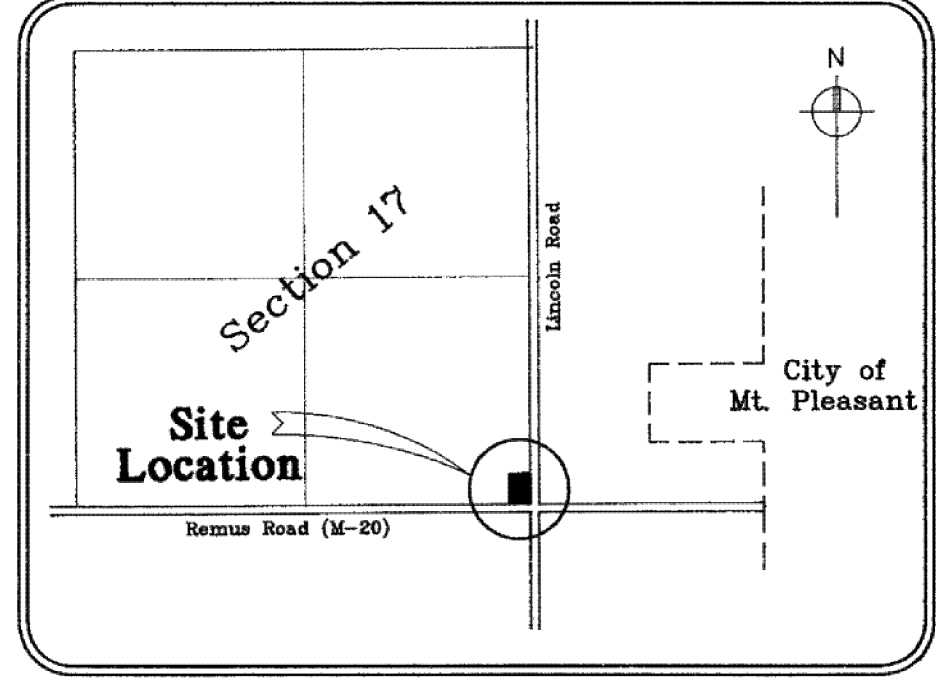 N
Section 17
Lincoln Road
City of
Mt. Pleasant
Site
Location
Remus Road (M-20)